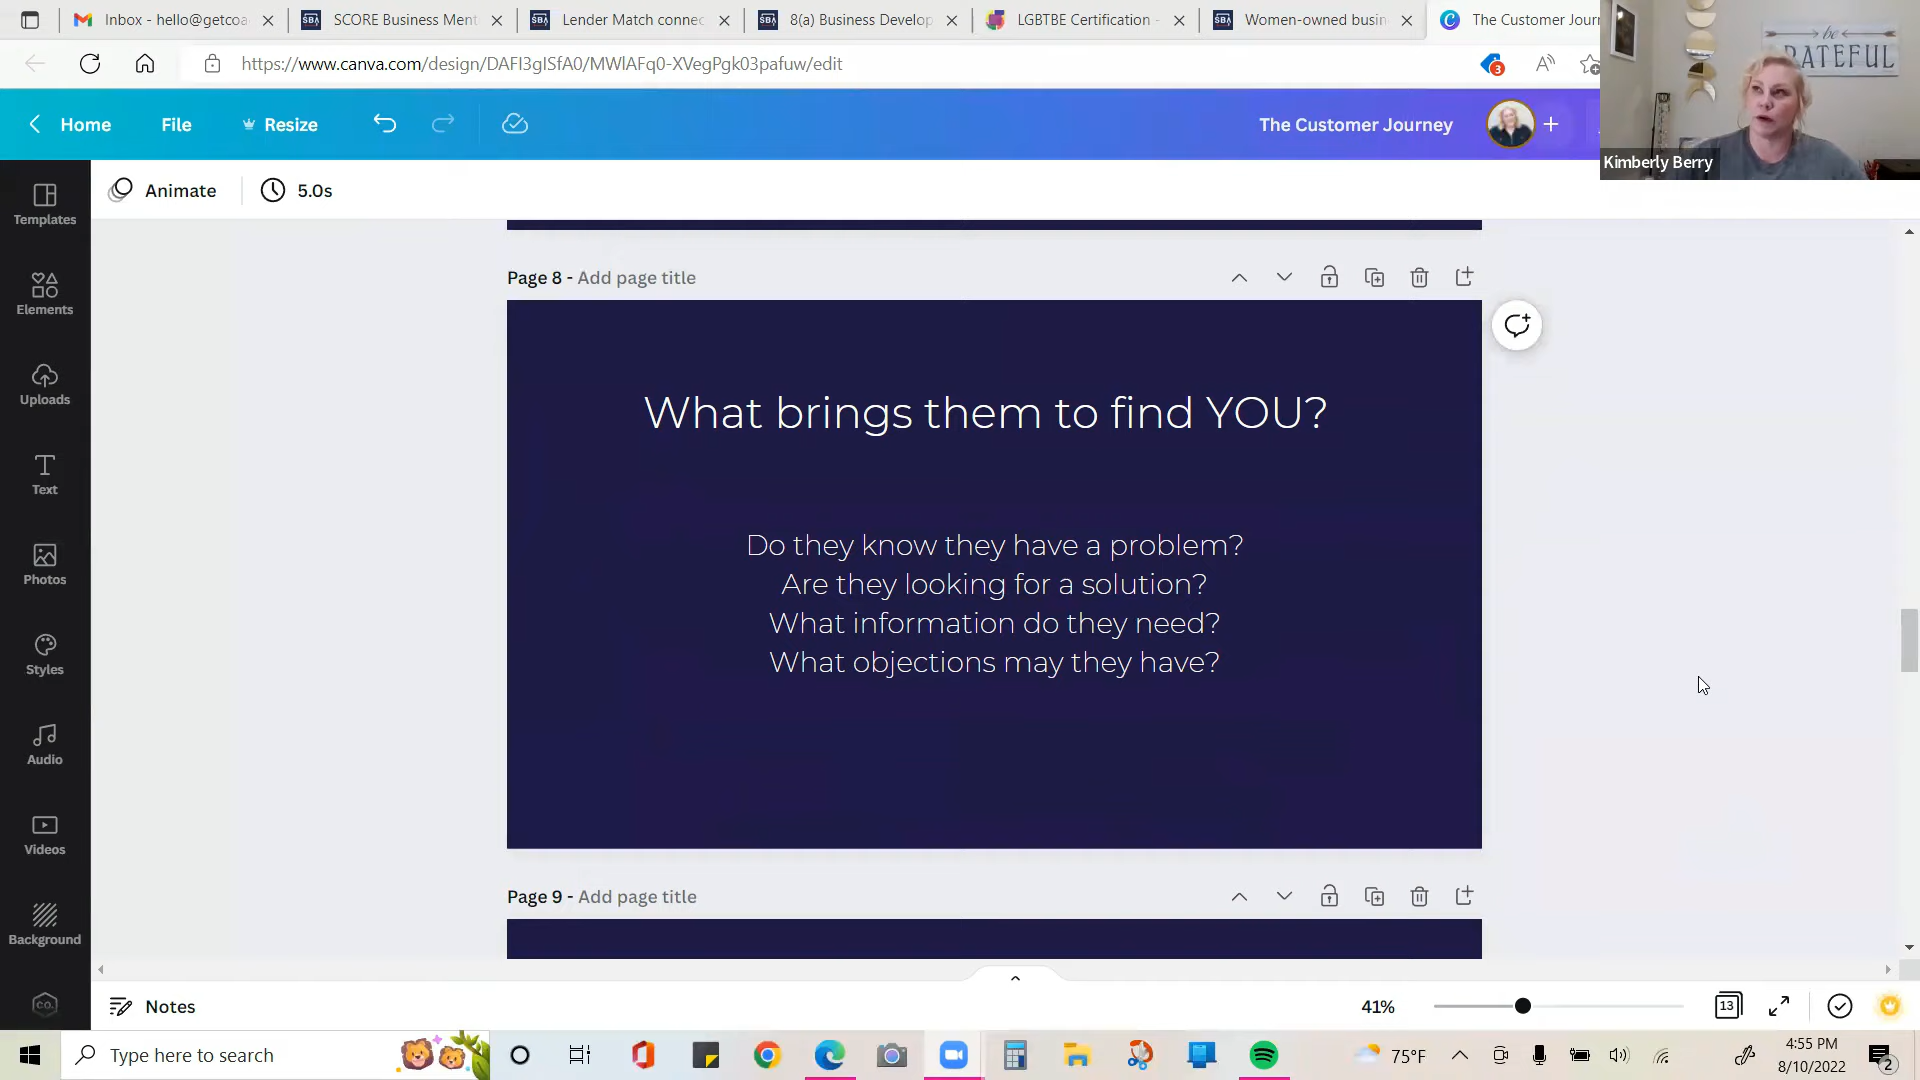 Inbox - hello@getcoa
SCORE Business Ment
Lender Match connec
8(a) Business Develop
LGBTBE Certification -
Women-owned busin
The Customer Jour
https://www.canva.com/design/DAFI3gISfA0/MWlAFq0-XVegPgk03pafuw/edit
3
be
GRATEFUL
Kimberly Berry
Home
File
Resize
The Customer Journey
Animate
5.0s
Templates
Elements
Uploads
Text
Photos
Styles
Audio
Videos
Background
Page 8 - Add page title
What brings them to find YOU?
Do they know they have a problem?
Are they looking for a solution?
What information do they need?
What objections may they have?
Page 9 - Add page title
Notes
41%
13
Type here to search
75°F
4:55 PM
8/10/2022
2